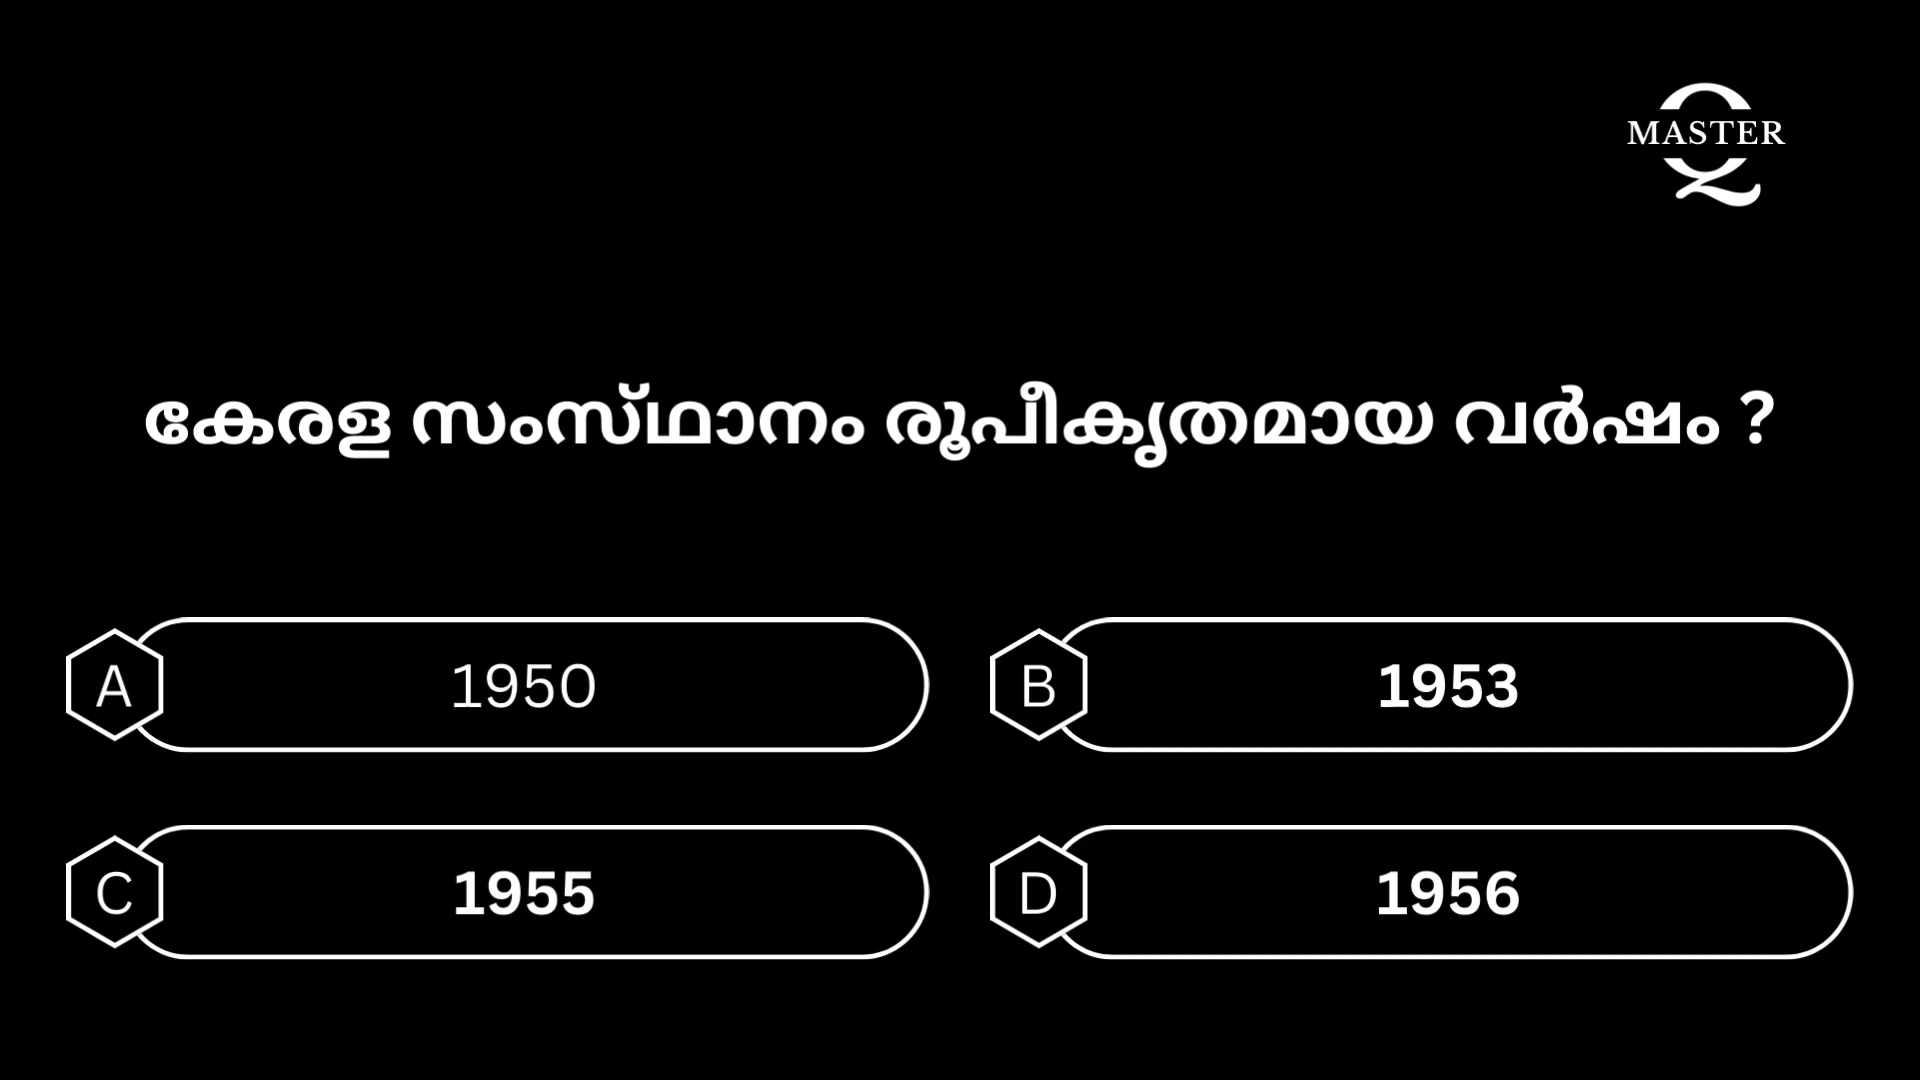 MASTER
Q
കേരള സംസ്ഥാനം രൂപീകൃതമായ വർഷം ?
A 1950
B 1953
C 1955
D 1956